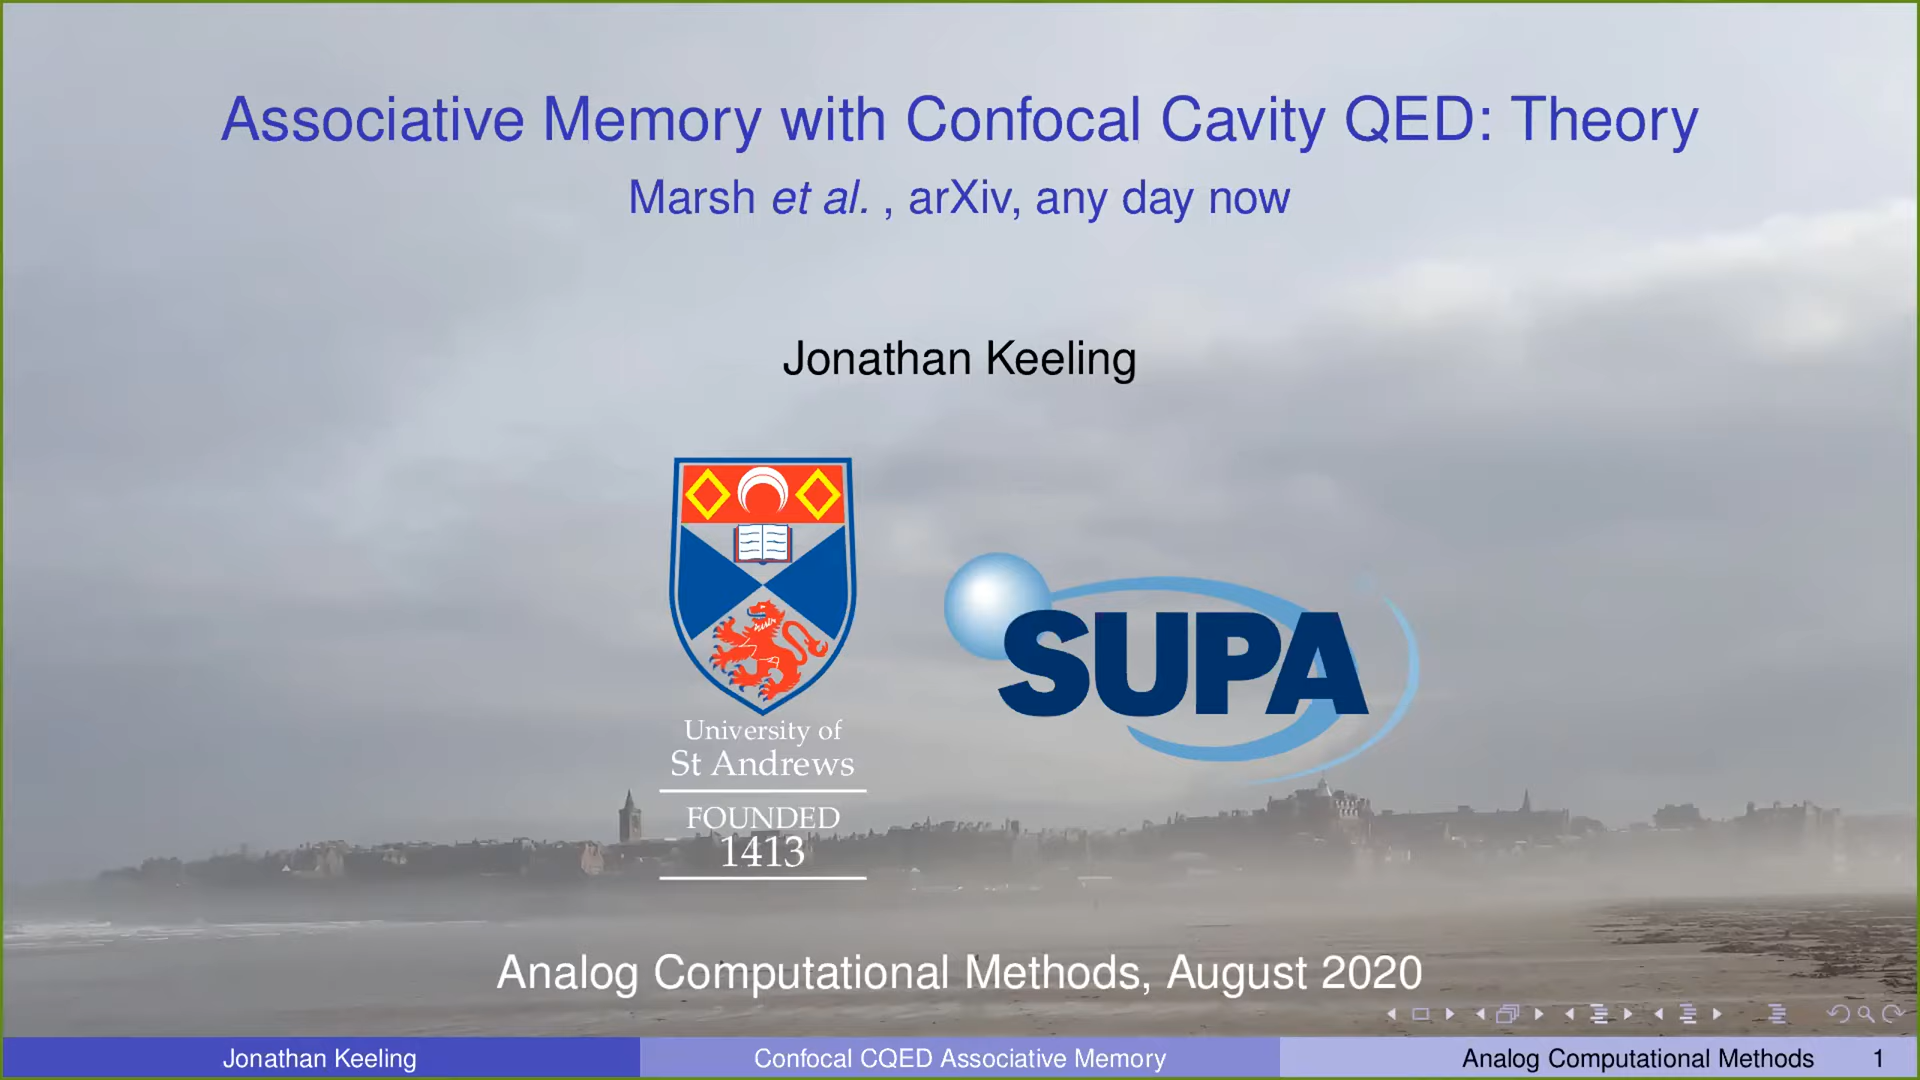 Associative Memory with Confocal Cavity QED: Theory
Marsh et al. , arXiv, any day now
Jonathan Keeling
University of
St Andrews
FOUNDED
1413
SUPA
Analog Computational Methods, August 2020
Jonathan Keeling
Confocal CQED Associative Memory
Analog Computational Methods 1